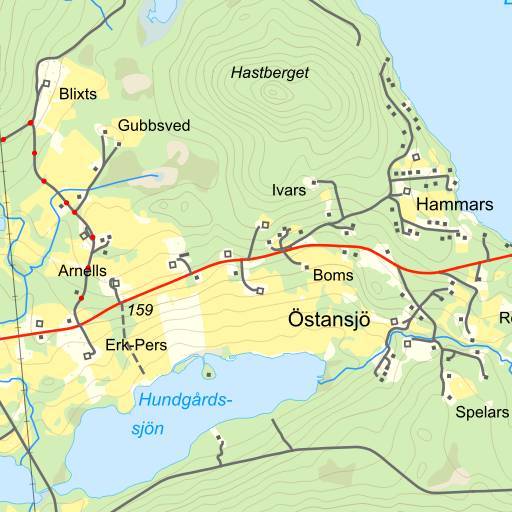 Hastberget
Blixts
Gubbsved
Ivars
Hammars
Arnells
Boms
159
Östansjö
Erk-Pers
Hundgårds-
sjön
Spelars